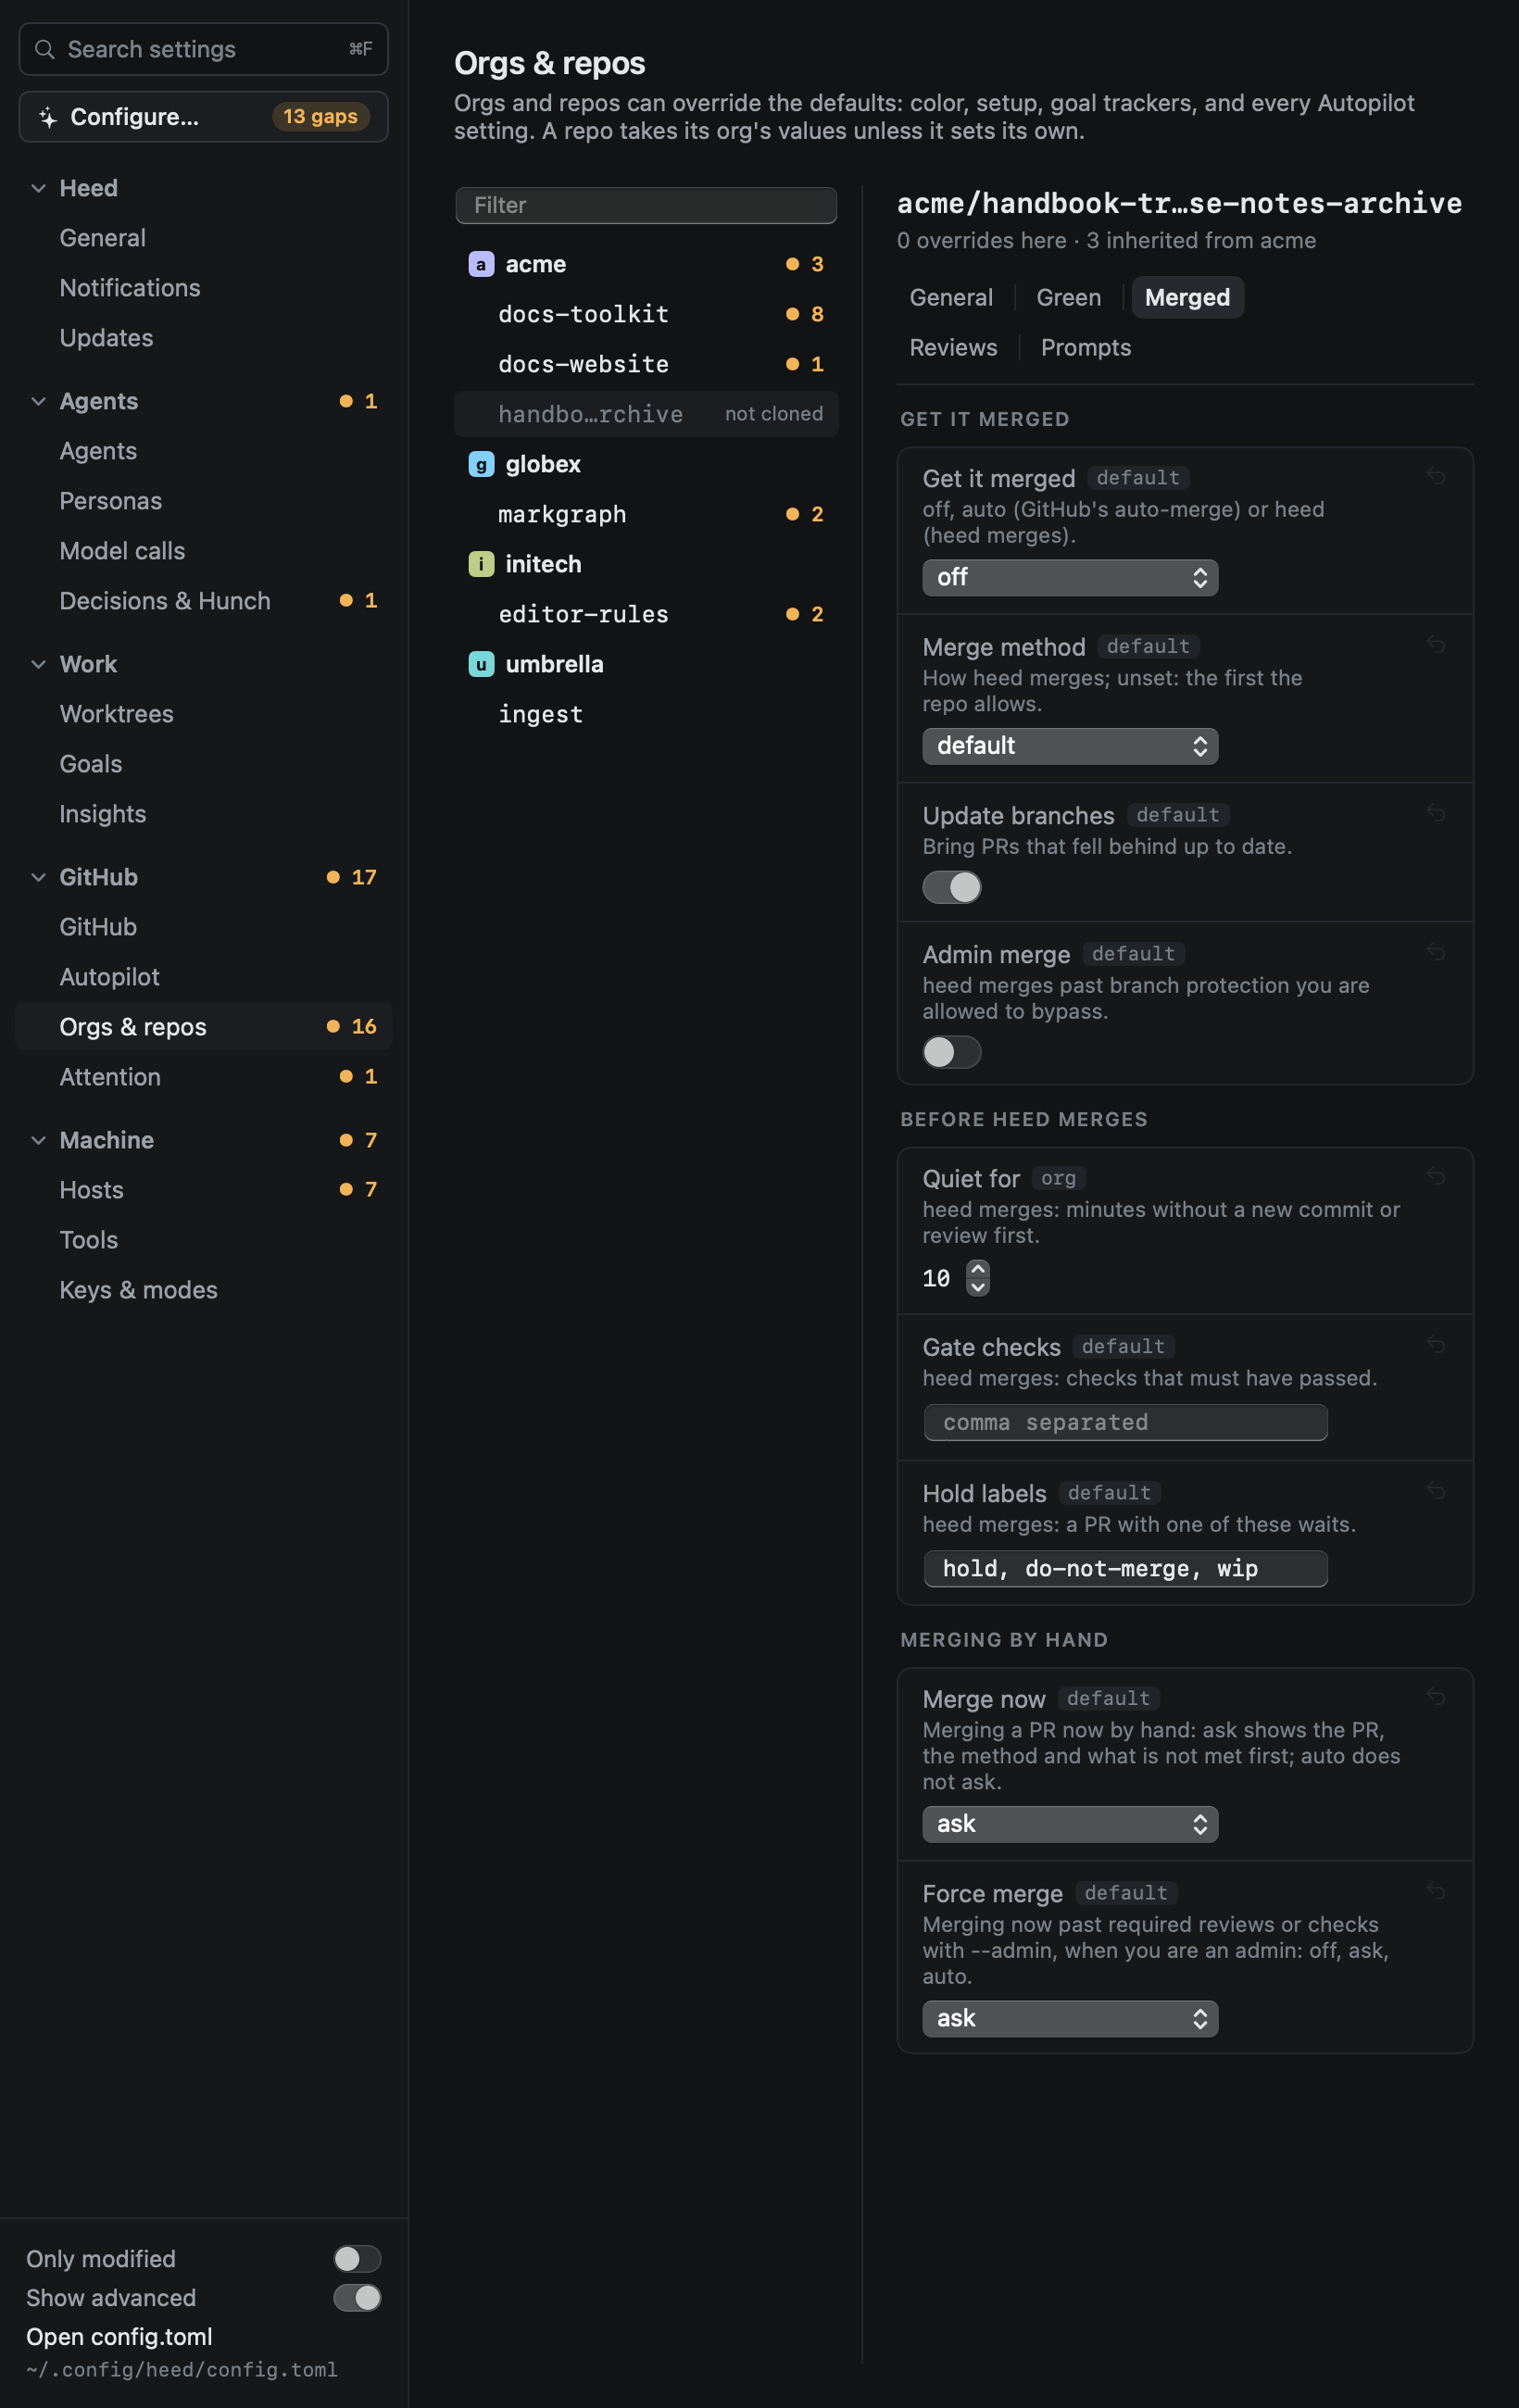 Search settings ⌘F
Configure... 13 gaps
Heed
General
Notifications
Updates
Agents 1
Agents
Personas
Model calls
Decisions & Hunch 1
Work
Worktrees
Goals
Insights
GitHub 17
GitHub
Autopilot
Orgs & repos 16
Attention 1
Machine 7
Hosts 7
Tools
Keys & modes
Only modified
Show advanced
Open config.toml
~/.config/heed/config.toml
Orgs & repos
Orgs and repos can override the defaults: color, setup, goal trackers, and every Autopilot
setting. A repo takes its org's values unless it sets its own.
Filter
a acme 3
docs-toolkit 8
docs-website 1
handbo…rchive not cloned
g globex
markgraph 2
i initech
editor-rules 2
u umbrella
ingest
acme/handbook-tr…se-notes-archive
0 overrides here · 3 inherited from acme
General Green Merged
Reviews Prompts
GET IT MERGED
Get it merged default
off, auto (GitHub's auto-merge) or heed
(heed merges).
off
Merge method default
How heed merges; unset: the first the
repo allows.
default
Update branches default
Bring PRs that fell behind up to date.
Admin merge default
heed merges past branch protection you are
allowed to bypass.
BEFORE HEED MERGES
Quiet for org
heed merges: minutes without a new commit or
review first.
10
Gate checks default
heed merges: checks that must have passed.
comma separated
Hold labels default
heed merges: a PR with one of these waits.
hold, do-not-merge, wip
MERGING BY HAND
Merge now default
Merging a PR now by hand: ask shows the PR,
the method and what is not met first; auto does
not ask.
ask
Force merge default
Merging now past required reviews or checks
with --admin, when you are an admin: off, ask,
auto.
ask